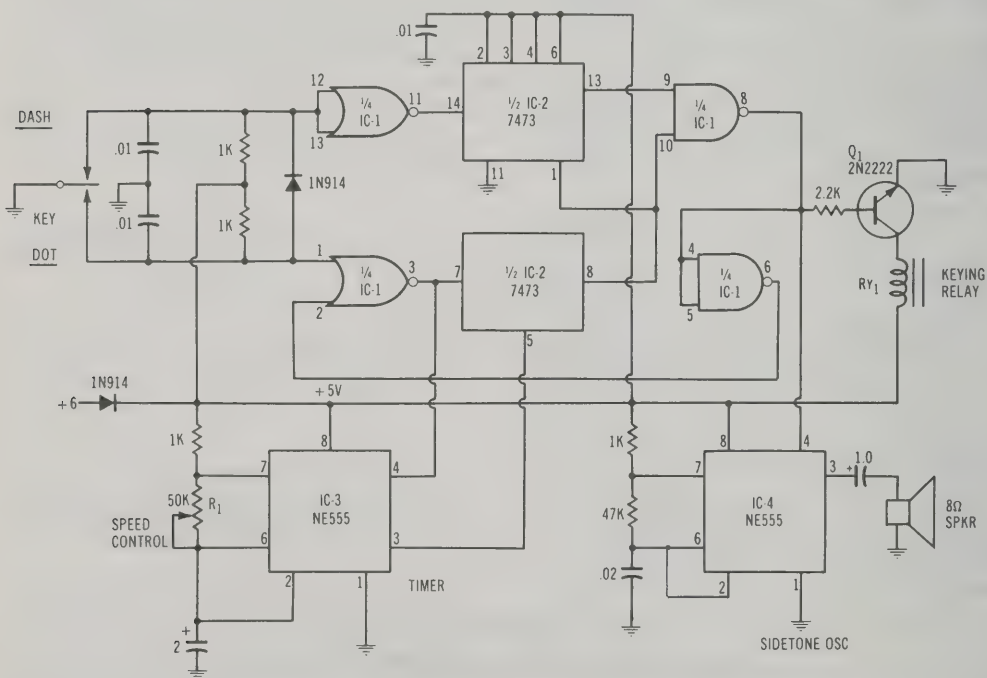 .01
2 3 4 6
12
¼
IC-1
11
13
14
½ IC-2
7473
13
11
1
9
¼
IC-1
8
10
DASH
.01
1K
KEY
.01
1K
1N914
DOT
Q₁
2N2222
2.2K
1
¼
IC-1
3
2
7
½ IC-2
7473
8
5
4
¼
IC-1
6
5
RY₁
KEYING
RELAY
1N914
+6
+5V
1K
50K
R₁
SPEED
CONTROL
+
2
8
7
4
IC-3
NE555
6
3
2
1
TIMER
1K
47K
.02
8
4
7
3
IC-4
NE555
6
2
1
+
1.0
8Ω
SPKR
SIDETONE OSC